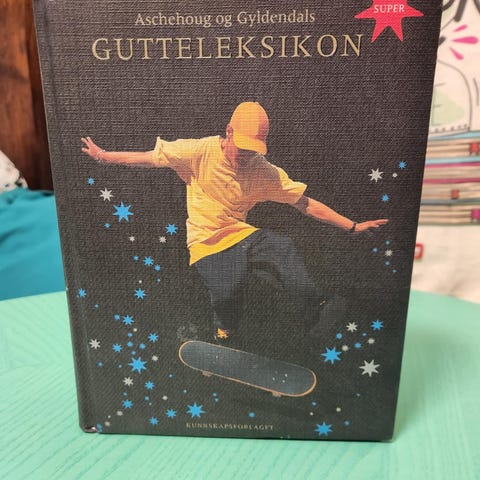 SUPER
Aschehoug og Gyldendals
GUTTELEKSIKON
KUNNSKAPSFORLAGET